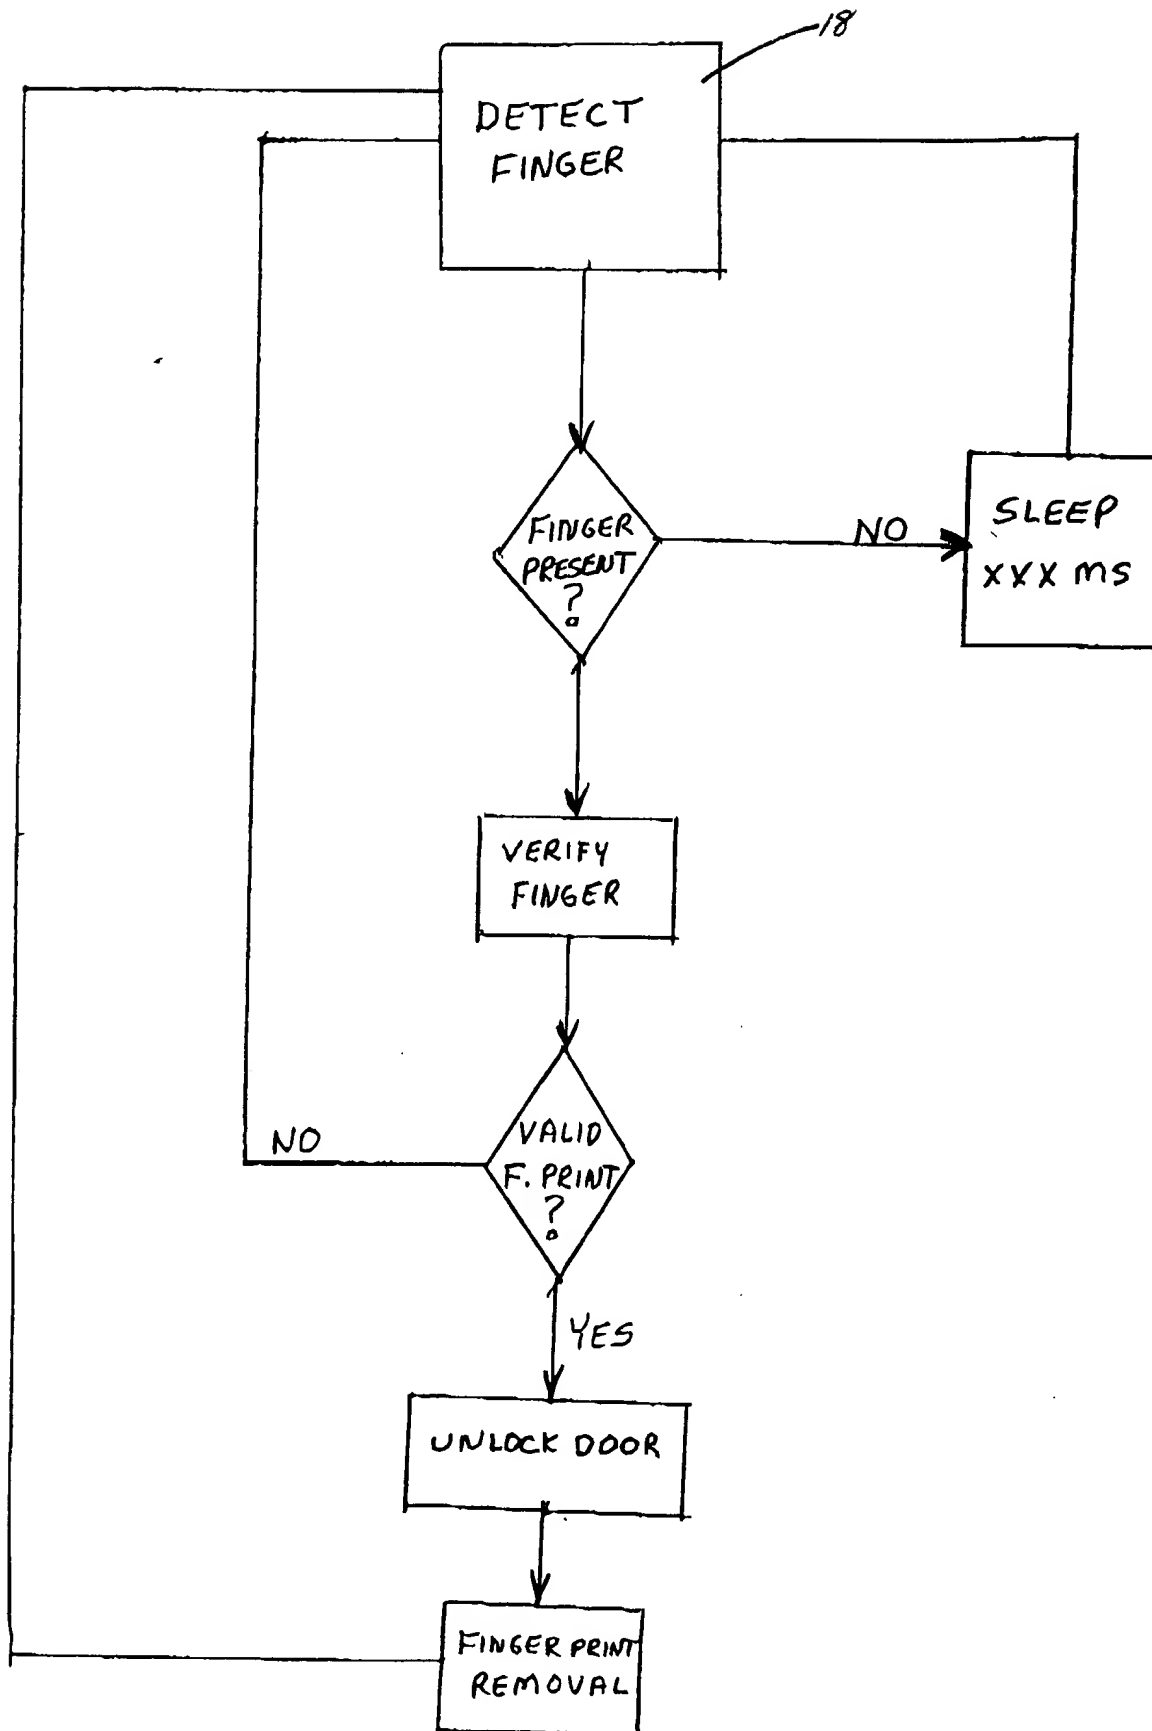 18
DETECT
FINGER
FINGER
PRESENT
?
NO
SLEEP
XXX ms
VERIFY
FINGER
VALID
F. PRINT
?
NO
YES
UNLOCK DOOR
FINGER PRINT
REMOVAL